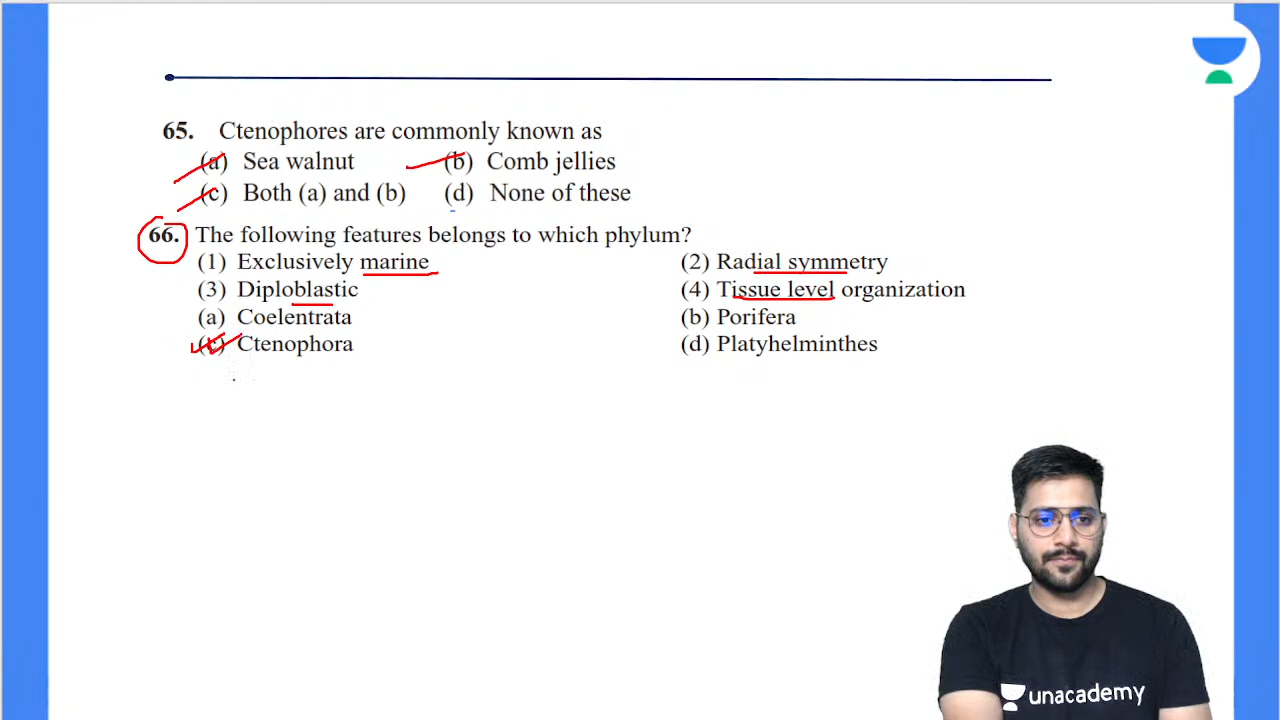 65. Ctenophores are commonly known as
(a) Sea walnut (b) Comb jellies
(c) Both (a) and (b) (d) None of these
66. The following features belongs to which phylum?
(1) Exclusively marine (2) Radial symmetry
(3) Diploblastic (4) Tissue level organization
(a) Coelentrata (b) Porifera
(c) Ctenophora (d) Platyhelminthes
unacademy